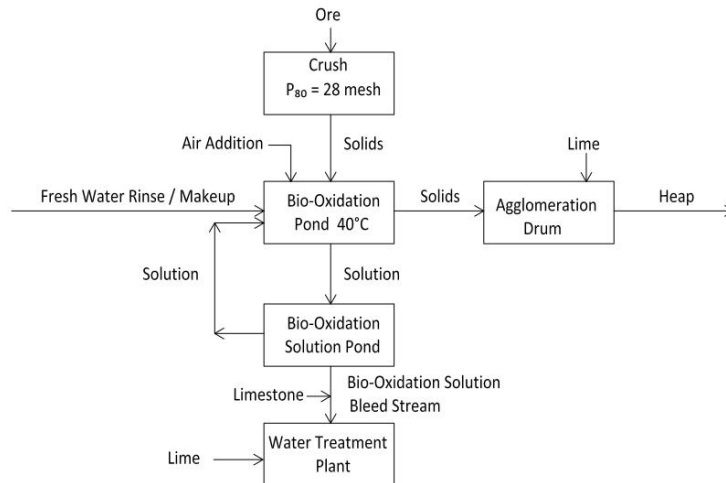 Ore
Crush
P₈₀ = 28 mesh
Air Addition
Solids
Lime
Fresh Water Rinse / Makeup
Bio-Oxidation
Pond 40°C
Solids
Agglomeration
Drum
Heap
Solution
Solution
Bio-Oxidation
Solution Pond
Limestone
Bio-Oxidation Solution
Bleed Stream
Lime
Water Treatment
Plant